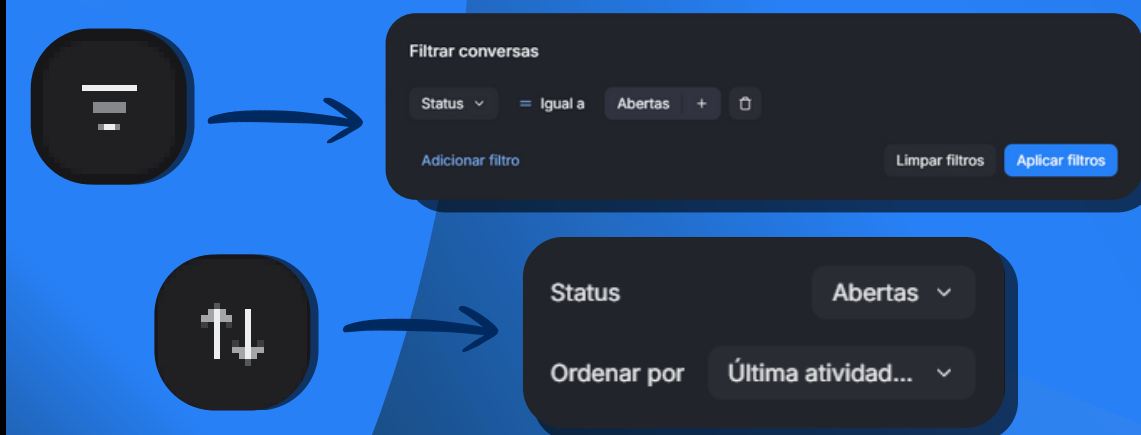 Filtrar conversas
Status = Igual a Abertas +
Adicionar filtro Limpar filtros Aplicar filtros
Status Abertas
Ordenar por Última atividad...